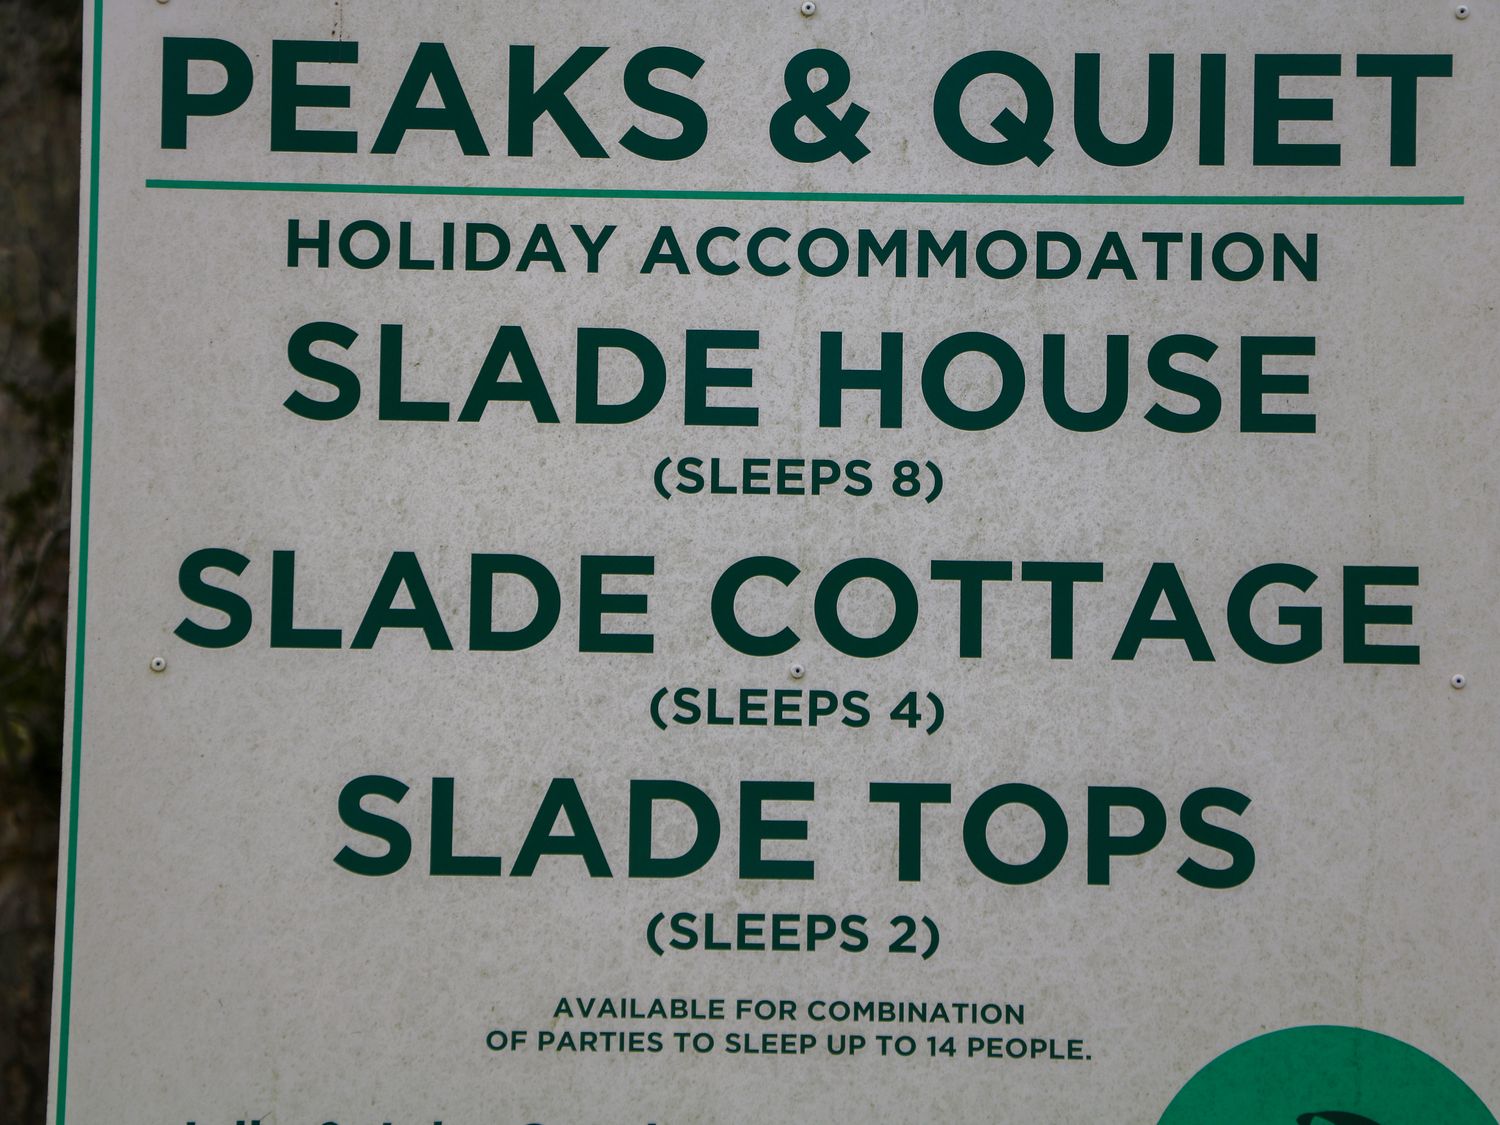 PEAKS & QUIET
HOLIDAY ACCOMMODATION
SLADE HOUSE
(SLEEPS 8)
SLADE COTTAGE
(SLEEPS 4)
SLADE TOPS
(SLEEPS 2)
AVAILABLE FOR COMBINATION
OF PARTIES TO SLEEP UP TO 14 PEOPLE.